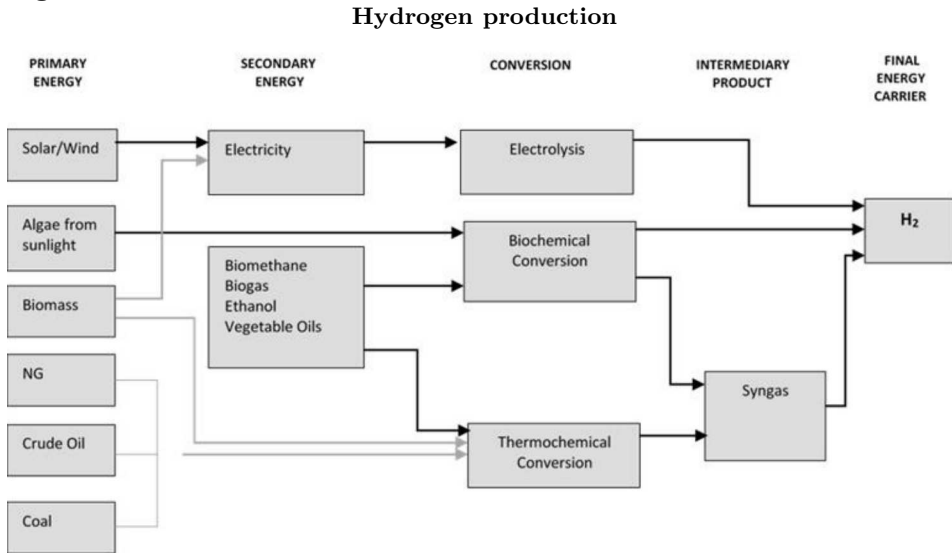 Hydrogen production
PRIMARY
ENERGY
SECONDARY
ENERGY
CONVERSION
INTERMEDIARY
PRODUCT
FINAL
ENERGY
CARRIER
Solar/Wind
Electricity
Electrolysis
Algae from
sunlight
Biochemical
Conversion
H₂
Biomethane
Biogas
Ethanol
Vegetable Oils
Biomass
NG
Syngas
Crude Oil
Thermochemical
Conversion
Coal